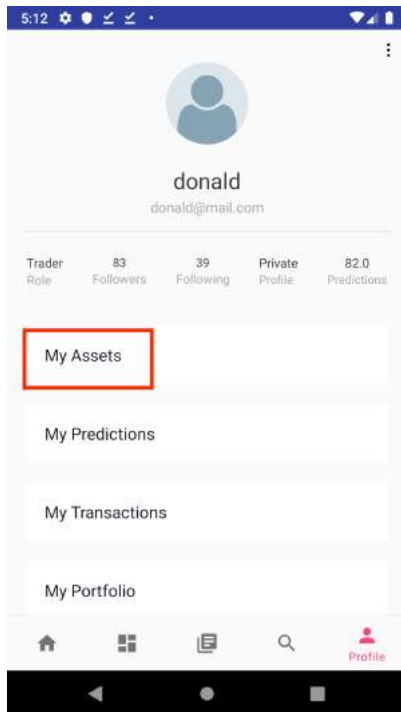 5:12
donald
donald@mail.com
Trader 83 39 Private 82.0
Role Followers Following Profile Predictions
My Assets
My Predictions
My Transactions
My Portfolio
Profile